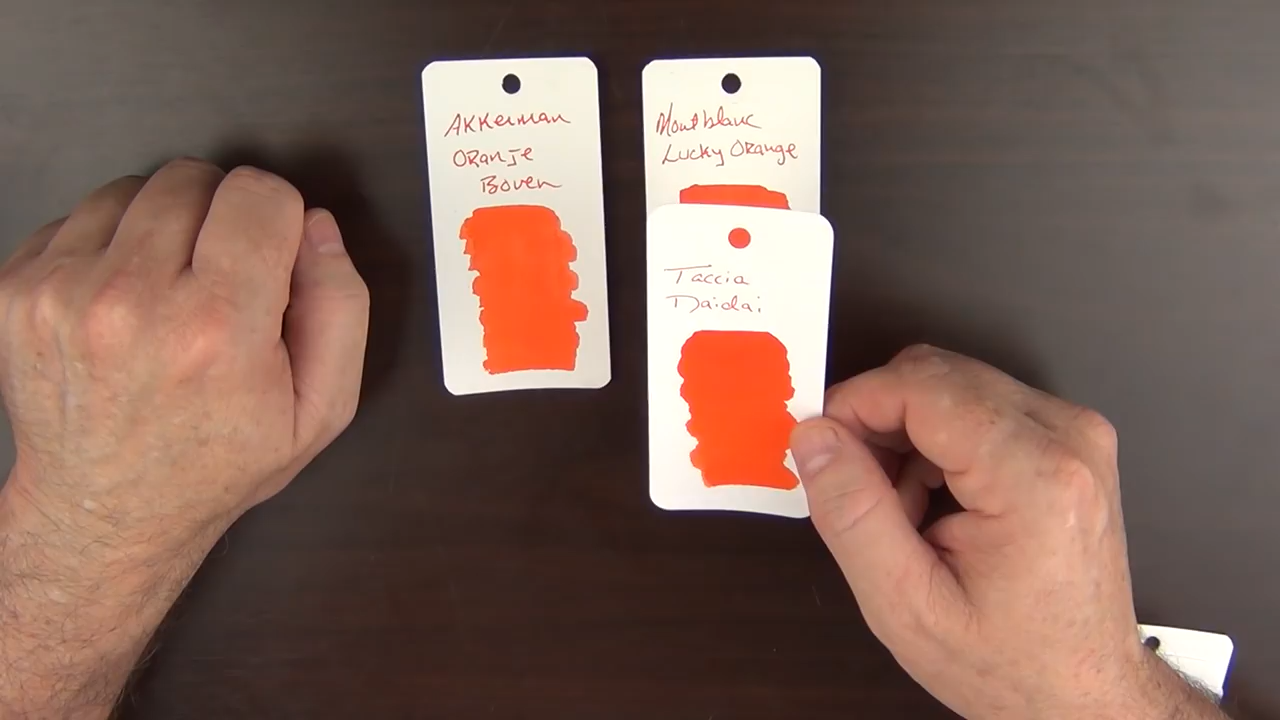 Akkerman
Oranje
Boven
Montblanc
Lucky Orange
Taccia
Daidai